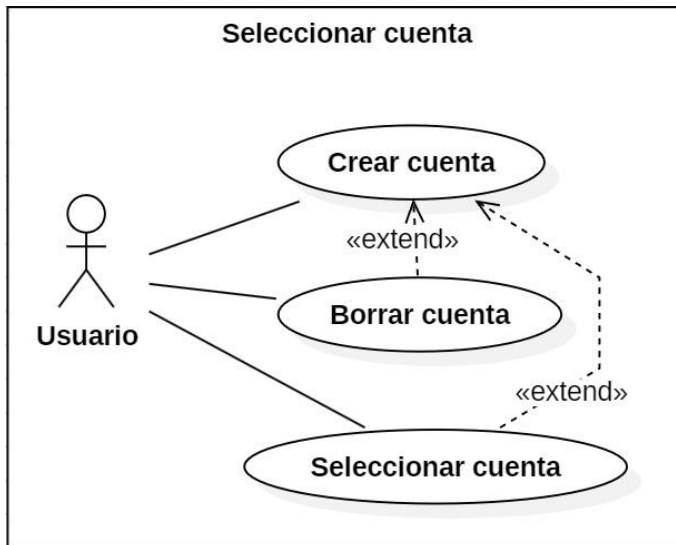 Seleccionar cuenta
Crear cuenta
«extend»
Borrar cuenta
Usuario
«extend»
Seleccionar cuenta